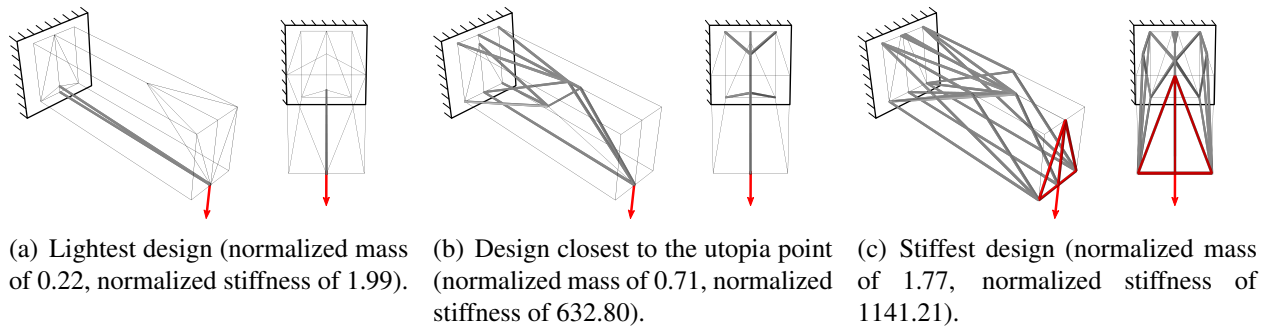 (a) Lightest design (normalized mass
of 0.22, normalized stiffness of 1.99).
(b) Design closest to the utopia point
(normalized mass of 0.71, normalized
stiffness of 632.80).
(c) Stiffest design (normalized mass
of 1.77, normalized stiffness of
1141.21).